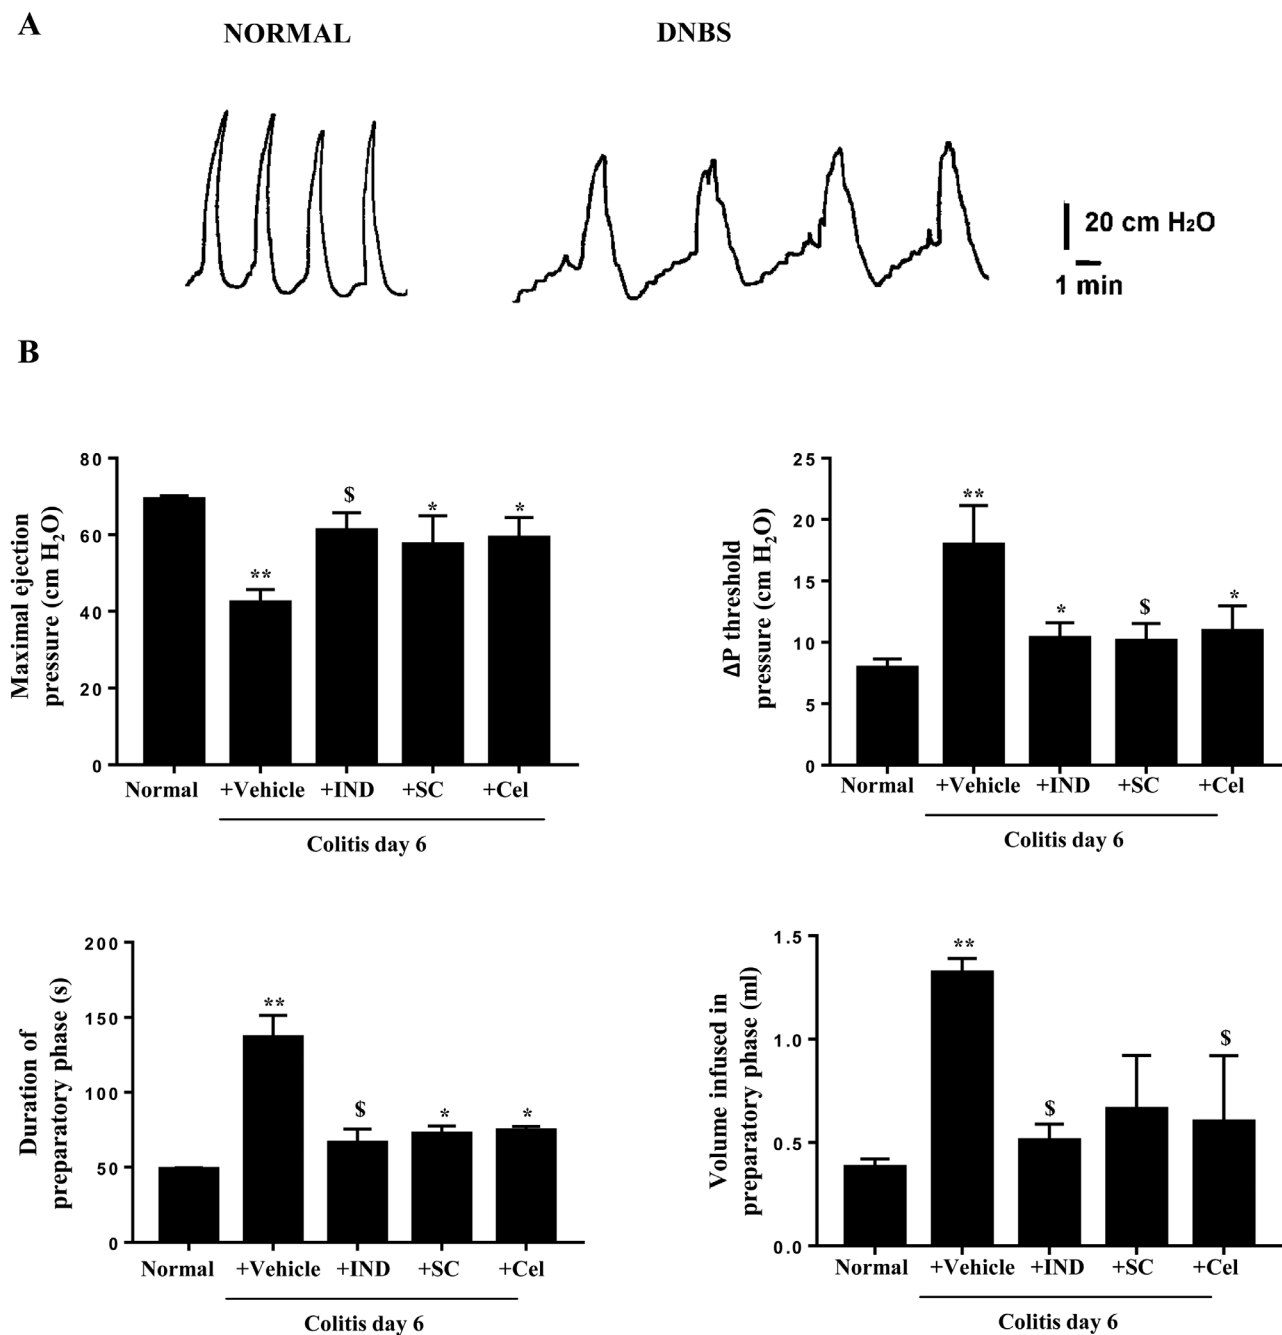 A
NORMAL
DNBS
20 cm H₂O
1 min
B
Maximal ejection
pressure (cm H₂O)
80
60
40
20
0
**
$
*
*
Normal
+Vehicle
+IND
+SC
+Cel
Colitis day 6
ΔP threshold
pressure (cm H₂O)
25
20
15
10
5
0
**
*
$
*
Normal
+Vehicle
+IND
+SC
+Cel
Colitis day 6
Duration of
preparatory phase (s)
200
150
100
50
0
**
$
*
*
Normal
+Vehicle
+IND
+SC
+Cel
Colitis day 6
Volume infused in
preparatory phase (ml)
1.5
1.0
0.5
0.0
**
$
$
Normal
+Vehicle
+IND
+SC
+Cel
Colitis day 6